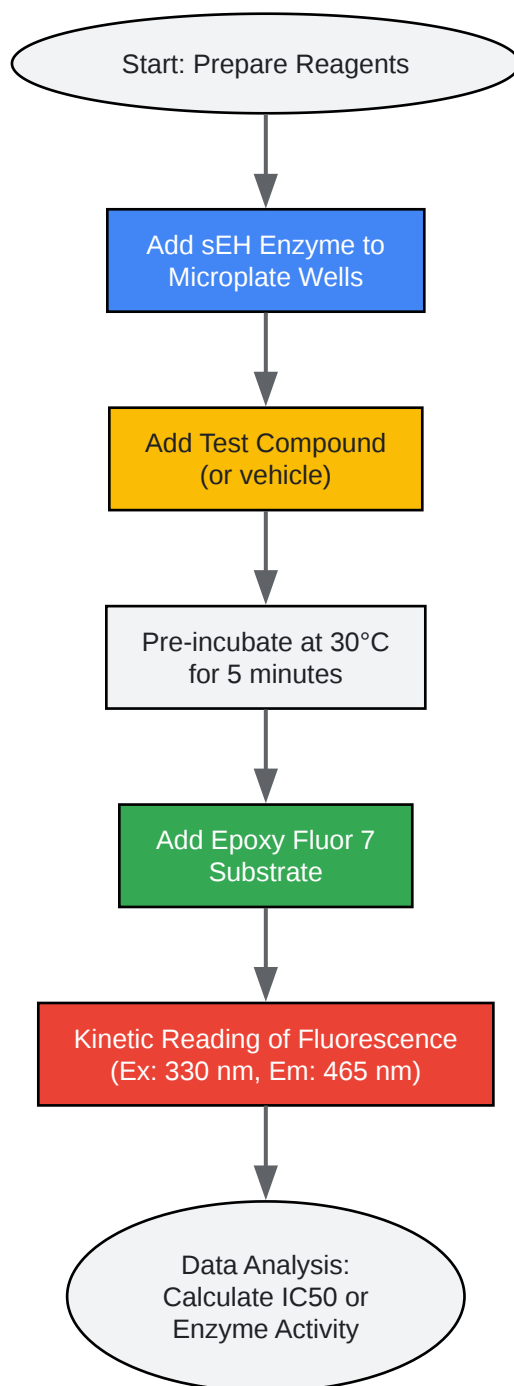 Start: Prepare Reagents
Add sEH Enzyme to
Microplate Wells
Add Test Compound
(or vehicle)
Pre-incubate at 30°C
for 5 minutes
Add Epoxy Fluor 7
Substrate
Kinetic Reading of Fluorescence
(Ex: 330 nm, Em: 465 nm)
Data Analysis:
Calculate IC50 or
Enzyme Activity